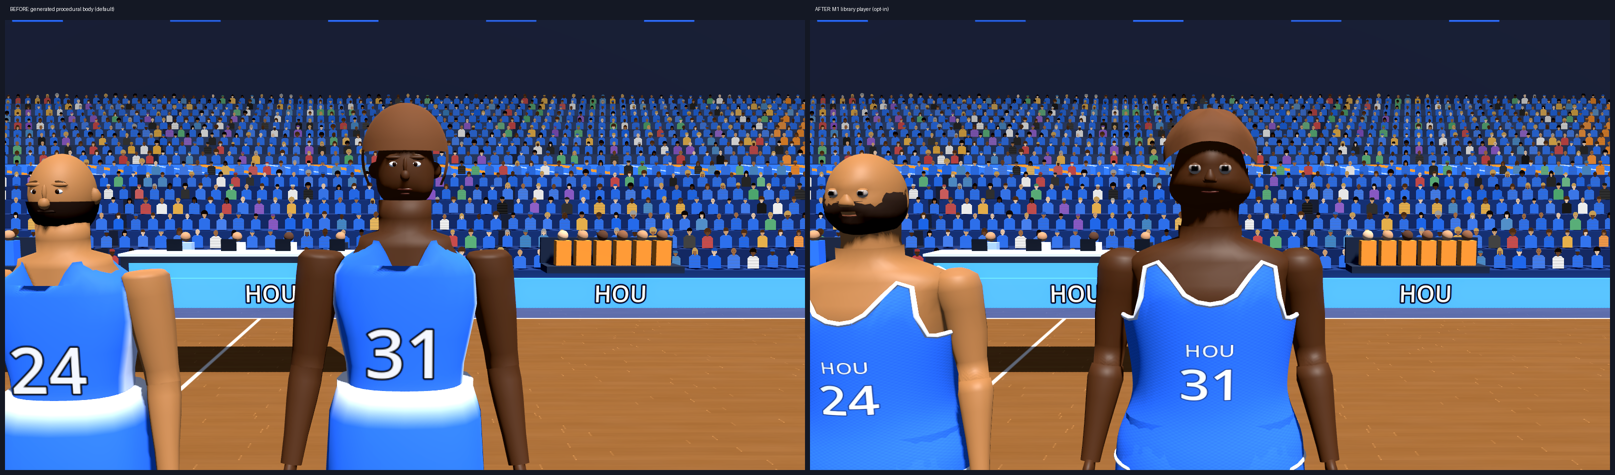 BEFORE generated procedural body (default)
AFTER M1 library player (opt-in)
HOU
HOU
24
31
HOU
HOU
HOU
24
HOU
31